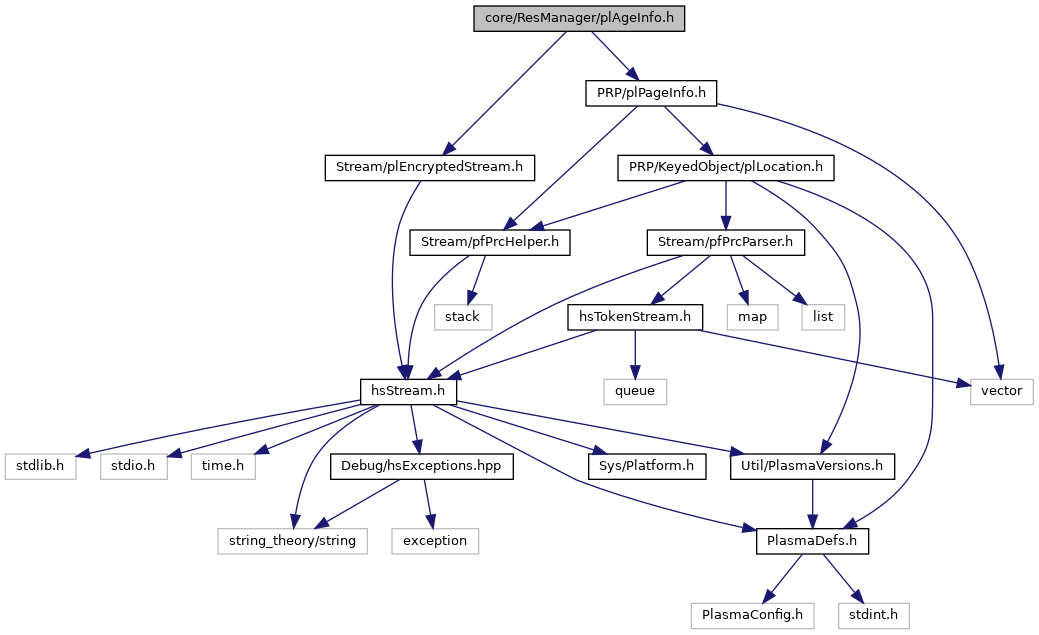 core/ResManager/plAgeInfo.h
PRP/plPageInfo.h
Stream/plEncryptedStream.h
PRP/KeyedObject/plLocation.h
Stream/pfPrcHelper.h
Stream/pfPrcParser.h
stack
hsTokenStream.h
map
list
hsStream.h
queue
vector
stdlib.h
stdio.h
time.h
Debug/hsExceptions.hpp
Sys/Platform.h
Util/PlasmaVersions.h
string_theory/string
exception
PlasmaDefs.h
PlasmaConfig.h
stdint.h